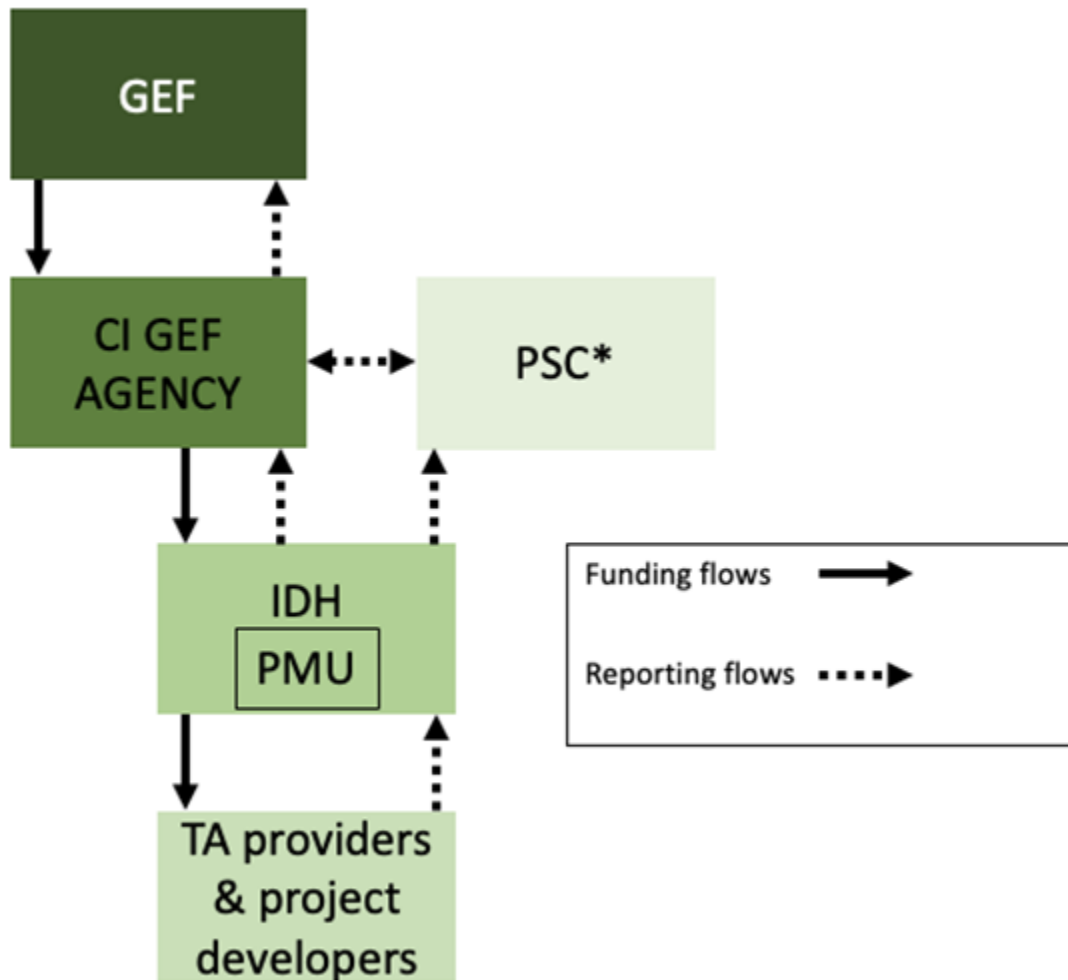 GEF
CI GEF
AGENCY
PSC*
IDH
PMU
Funding flows
Reporting flows
TA providers
& project
developers